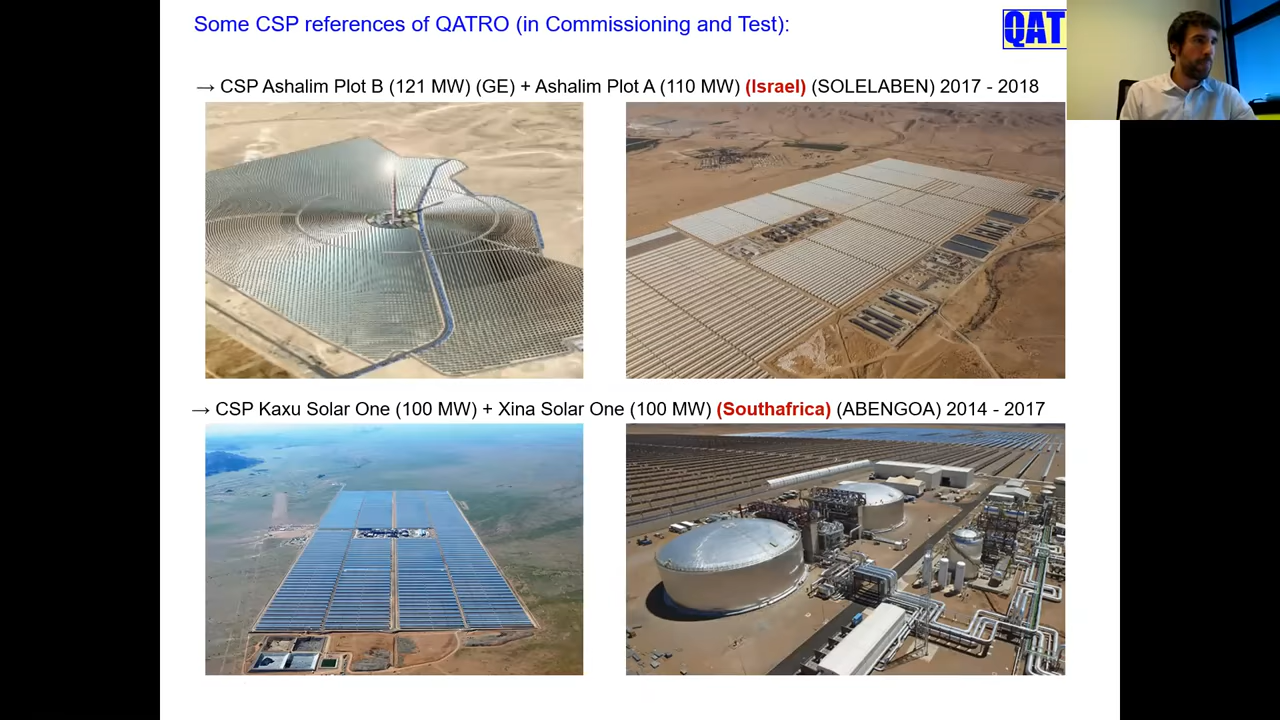 Some CSP references of QATRO (in Commissioning and Test):
QAT
→ CSP Ashalim Plot B (121 MW) (GE) + Ashalim Plot A (110 MW) (Israel) (SOLELABEN) 2017 - 2018
→ CSP Kaxu Solar One (100 MW) + Xina Solar One (100 MW) (Southafrica) (ABENGOA) 2014 - 2017